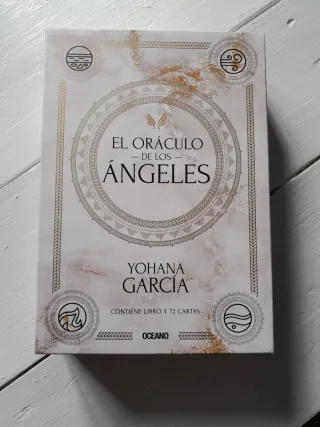 EL ORÁCULO
DE LOS
ÁNGELES
YOHANA
GARCÍA
CONTIENE LIBRO Y 72 CARTAS
OCEANO